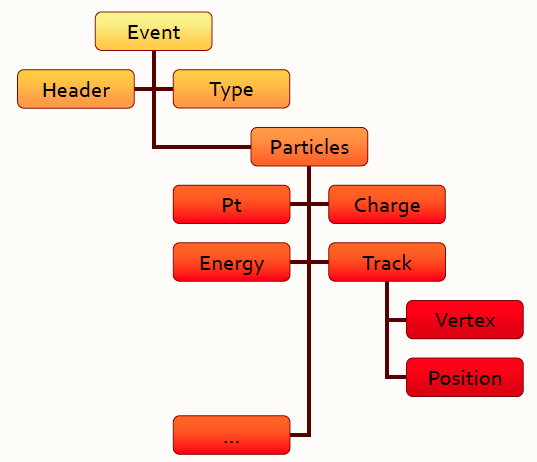 Event
Header
Type
Particles
Pt
Charge
Energy
Track
Vertex
Position
...